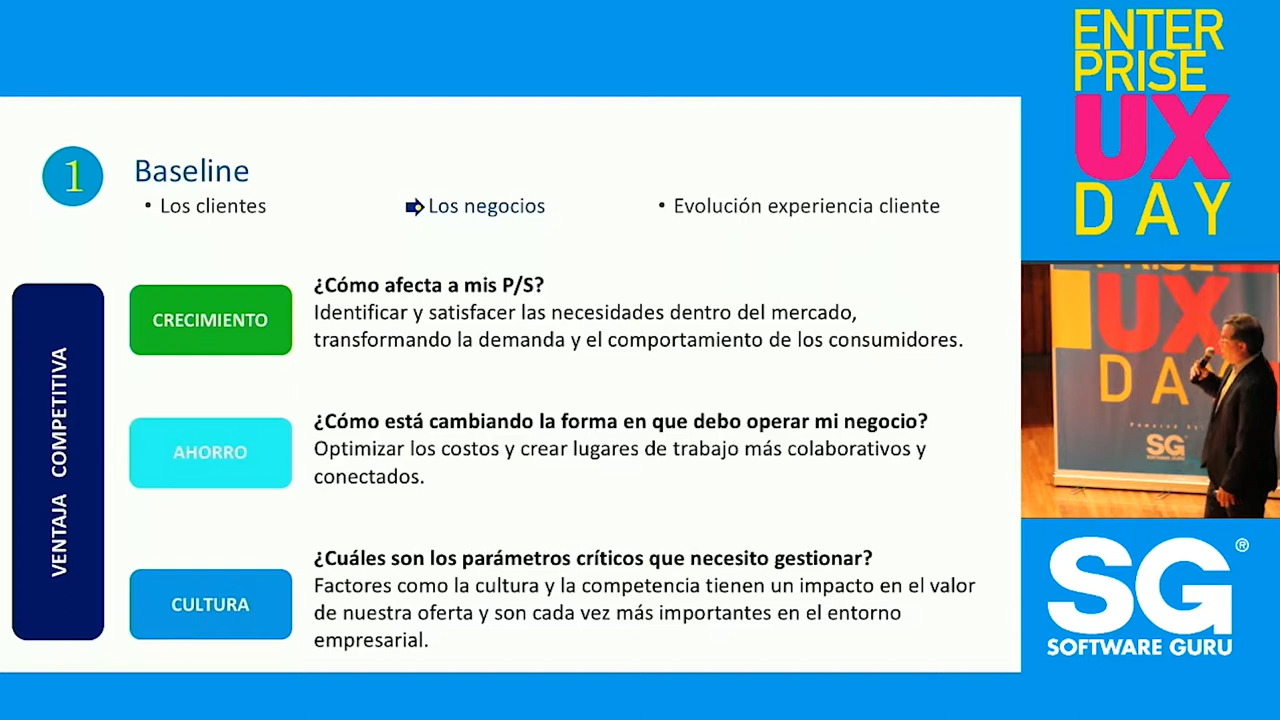 ENTER
PRISE
UX
DAY
1
Baseline
• Los clientes
Los negocios
• Evolución experiencia cliente
VENTAJA COMPETITIVA
CRECIMIENTO
¿Cómo afecta a mis P/S?
Identificar y satisfacer las necesidades dentro del mercado,
transformando la demanda y el comportamiento de los consumidores.
AHORRO
¿Cómo está cambiando la forma en que debo operar mi negocio?
Optimizar los costos y crear lugares de trabajo más colaborativos y
conectados.
CULTURA
¿Cuáles son los parámetros críticos que necesito gestionar?
Factores como la cultura y la competencia tienen un impacto en el valor
de nuestra oferta y son cada vez más importantes en el entorno
empresarial.
UX
DA
SG
SG®
SOFTWARE GURU